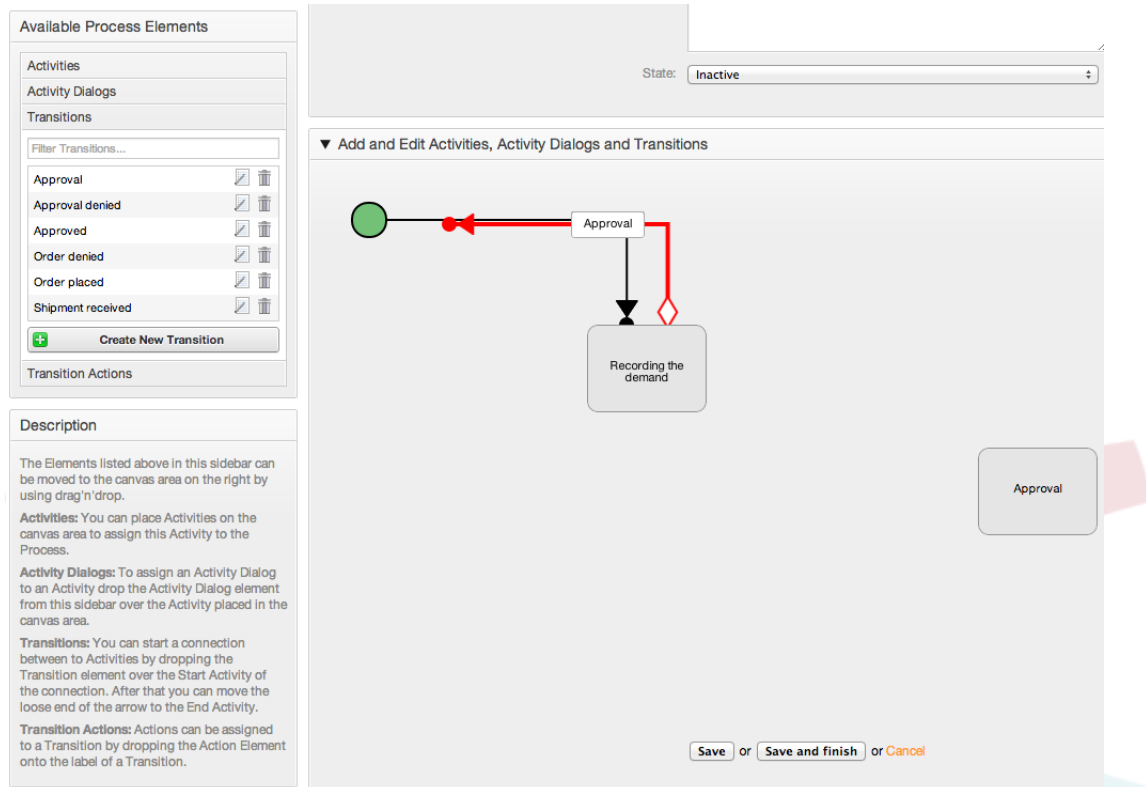 Available Process Elements
Activities
Activity Dialogs
Transitions
Filter Transitions...
Approval
Approval denied
Approved
Order denied
Order placed
Shipment received
Create New Transition
Transition Actions
Description
The Elements listed above in this sidebar can
be moved to the canvas area on the right by
using drag'n'drop.
Activities: You can place Activities on the
canvas area to assign this Activity to the
Process.
Activity Dialogs: To assign an Activity Dialog
to an Activity drop the Activity Dialog element
from this sidebar over the Activity placed in the
canvas area.
Transitions: You can start a connection
between to Activities by dropping the
Transition element over the Start Activity of
the connection. After that you can move the
loose end of the arrow to the End Activity.
Transition Actions: Actions can be assigned
to a Transition by dropping the Action Element
onto the label of a Transition.
State: Inactive
▼ Add and Edit Activities, Activity Dialogs and Transitions
Approval
Recording the
demand
Approval
Save or Save and finish or Cancel